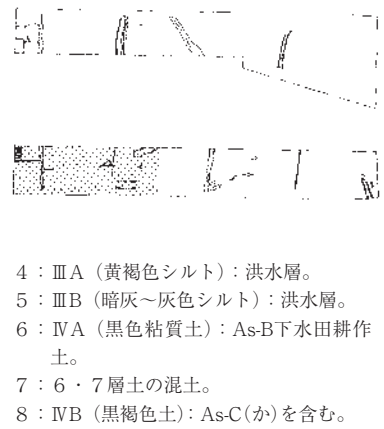 4：ⅢA（黄褐色シルト）：洪水層。
5：ⅢB（暗灰～灰色シルト）：洪水層。
6：ⅣA（黒色粘質土）：As-B下水田耕作
土。
7：6・7層土の混土。
8：ⅣB（黒褐色土）：As-C（か）を含む。